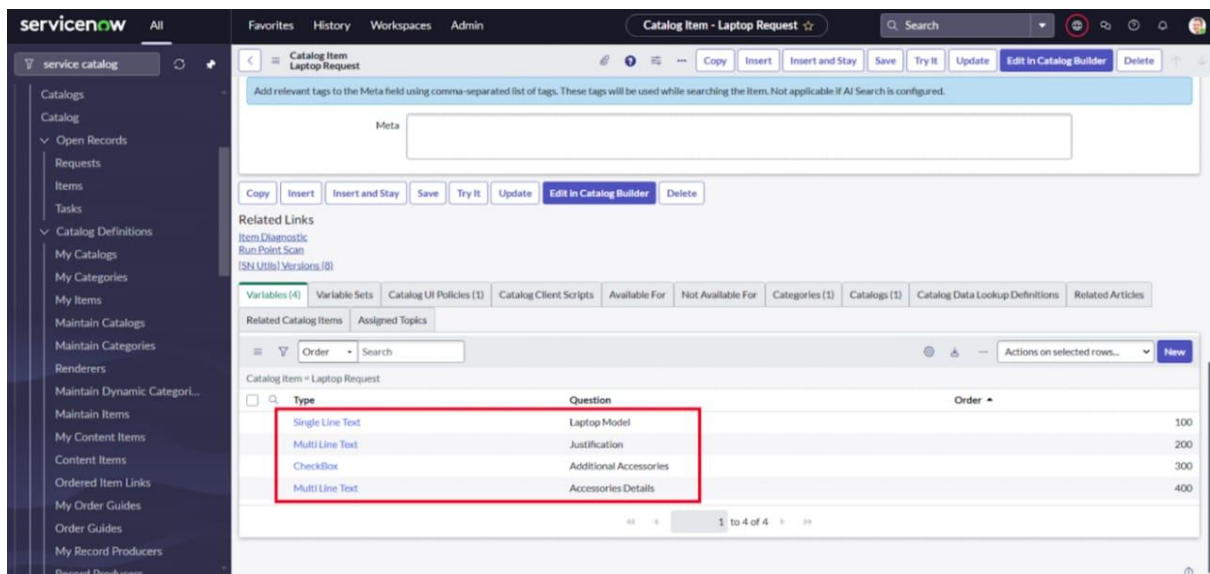 servicenow All Favorites History Workspaces Admin Catalog Item - Laptop Request ☆ Search
service catalog
Catalogs
Catalog
Open Records
Requests
Items
Tasks
Catalog Definitions
My Catalogs
My Categories
My Items
Maintain Catalogs
Maintain Categories
Renderers
Maintain Dynamic Categori...
Maintain Items
My Content Items
Content Items
Ordered Item Links
My Order Guides
Order Guides
My Record Producers
Record Producers
Catalog Item
Laptop Request
Copy Insert Insert and Stay Save Try It Update Edit in Catalog Builder Delete
Add relevant tags to the Meta field using comma-separated list of tags. These tags will be used while searching the item. Not applicable if AI Search is configured.
Meta
Copy Insert Insert and Stay Save Try It Update Edit in Catalog Builder Delete
Related Links
Item Diagnostic
Run Point Scan
[SN Utils] Versions (8)
Variables (4) Variable Sets Catalog UI Policies (1) Catalog Client Scripts Available For Not Available For Categories (1) Catalogs (1) Catalog Data Lookup Definitions Related Articles
Related Catalog Items Assigned Topics
Order Search Actions on selected rows... New
Catalog Item = Laptop Request
Type Question Order
Single Line Text Laptop Model 100
Multi Line Text Justification 200
CheckBox Additional Accessories 300
Multi Line Text Accessories Details 400
1 to 4 of 4